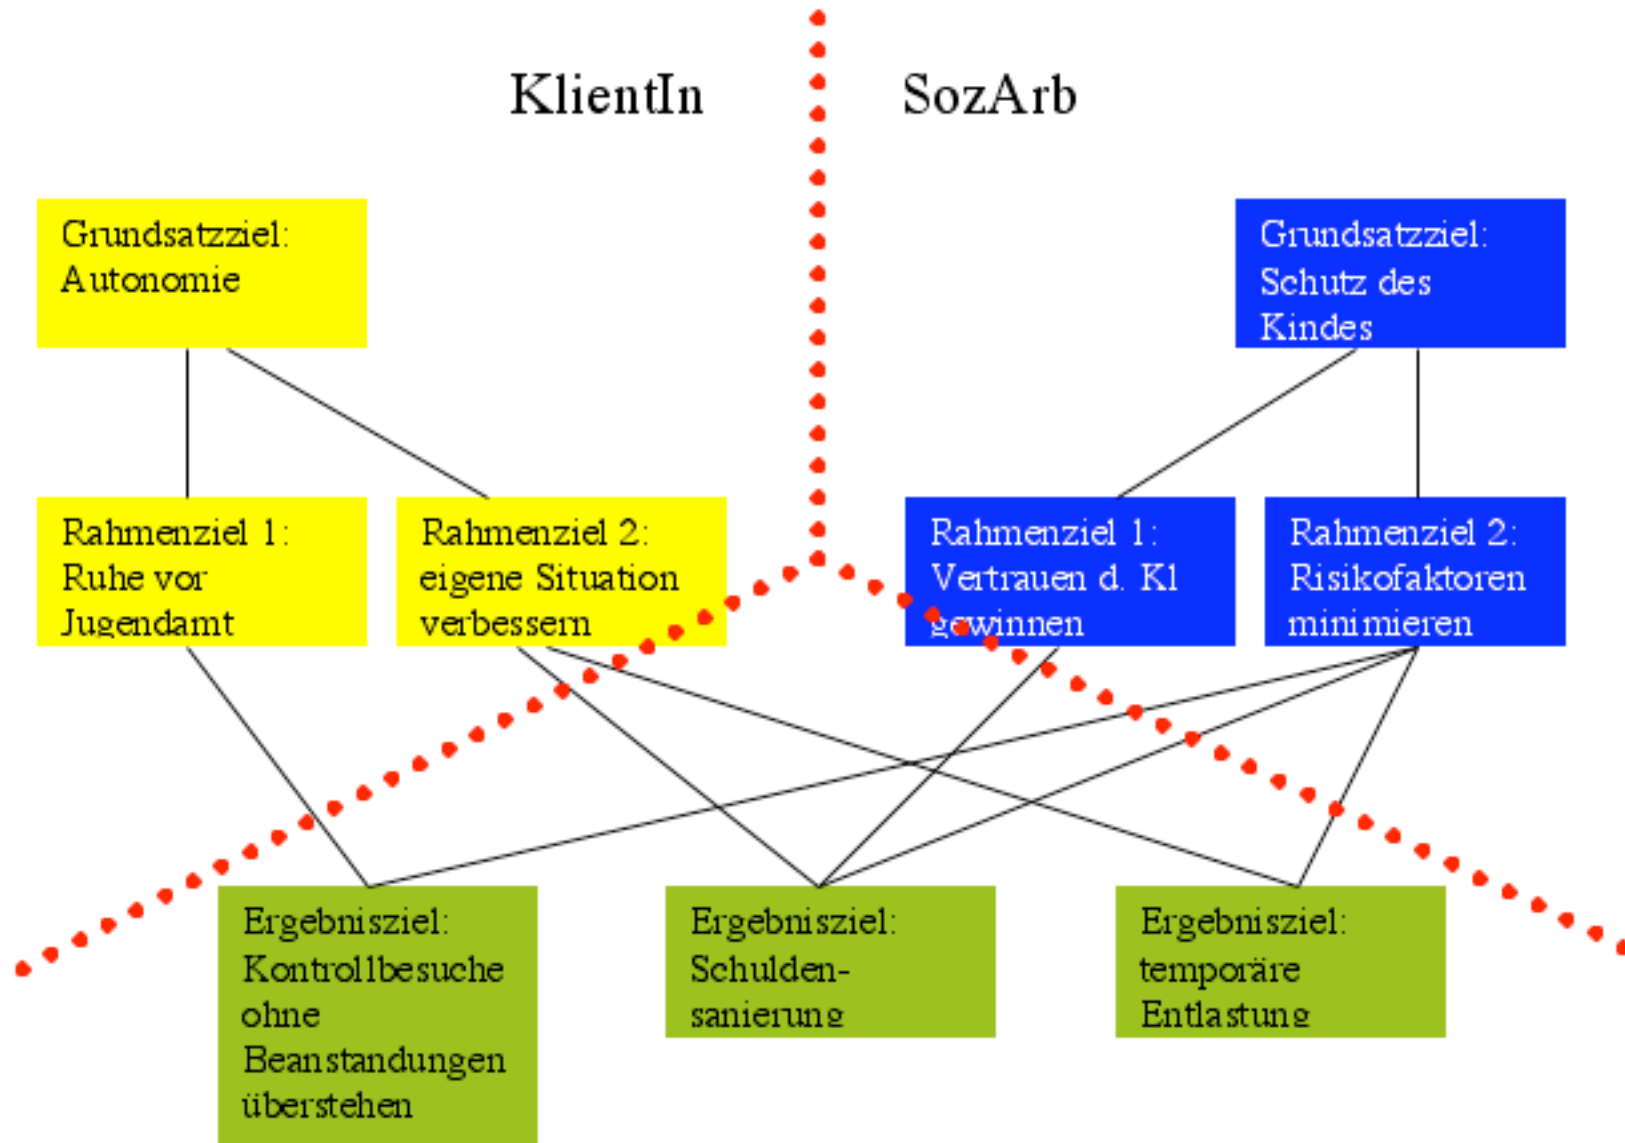 KlientIn
SozArb
Grundsatzziel:
Autonomie
Grundsatzziel:
Schutz des
Kindes
Rahmenziel 1:
Ruhe vor
Jugendamt
Rahmenziel 2:
eigene Situation
verbessern
Rahmenziel 1:
Vertrauen d. Kl
gewinnen
Rahmenziel 2:
Risikofaktoren
minimieren
Ergebnisziel:
Kontrollbesuche
ohne
Beanstandungen
überstehen
Ergebnisziel:
Schulden-
sanierung
Ergebnisziel:
temporäre
Entlastung